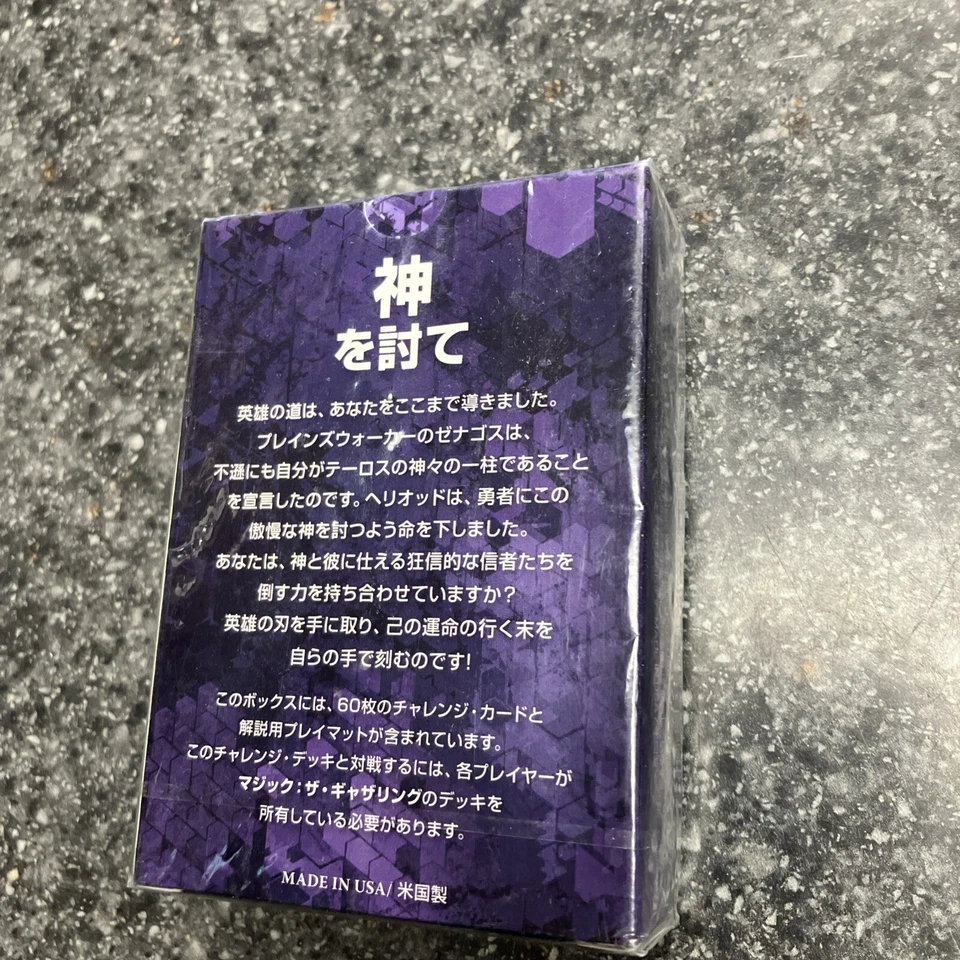 神
を討て
英雄の道は、あなたをここまで導きました。
プレインズウォーカーのゼナゴスは、
不遜にも自分がテーロスの神々の一柱であること
を宣言したのです。ヘリオッドは、勇者にこの
傲慢な神を討つよう命を下しました。
あなたは、神と彼に仕える狂信的な信者たちを
倒す力を持ち合わせていますか？
英雄の刃を手に取り、己の運命の行く末を
自らの手で刻むのです!
このボックスには、60枚のチャレンジ・カードと
解説用プレイマットが含まれています。
このチャレンジ・デッキと対戦するには、各プレイヤーが
マジック：ザ・ギャザリングのデッキを
所有している必要があります。
MADE IN USA/ 米国製